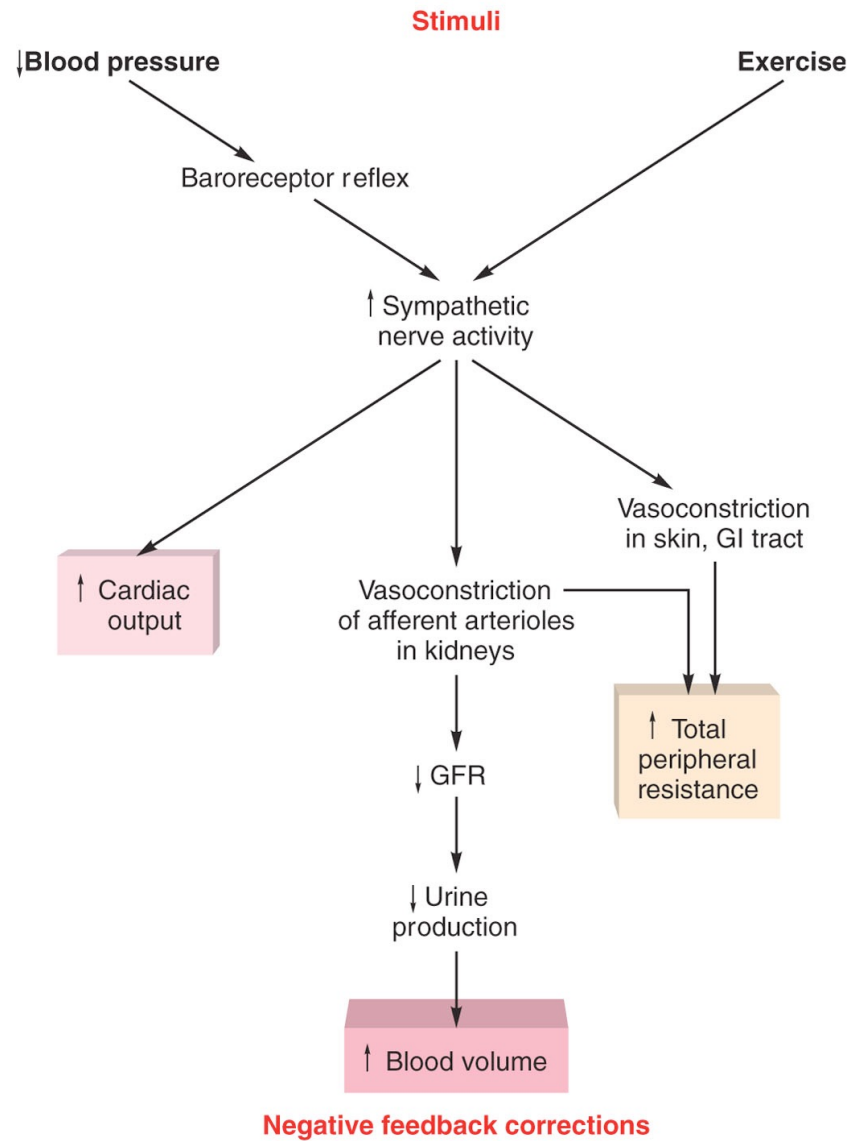 Stimuli
↓Blood pressure
Exercise
Baroreceptor reflex
↑ Sympathetic
nerve activity
Vasoconstriction
in skin, GI tract
↑ Cardiac
output
Vasoconstriction
of afferent arterioles
in kidneys
↑ Total
peripheral
resistance
↓ GFR
↓ Urine
production
↑ Blood volume
Negative feedback corrections